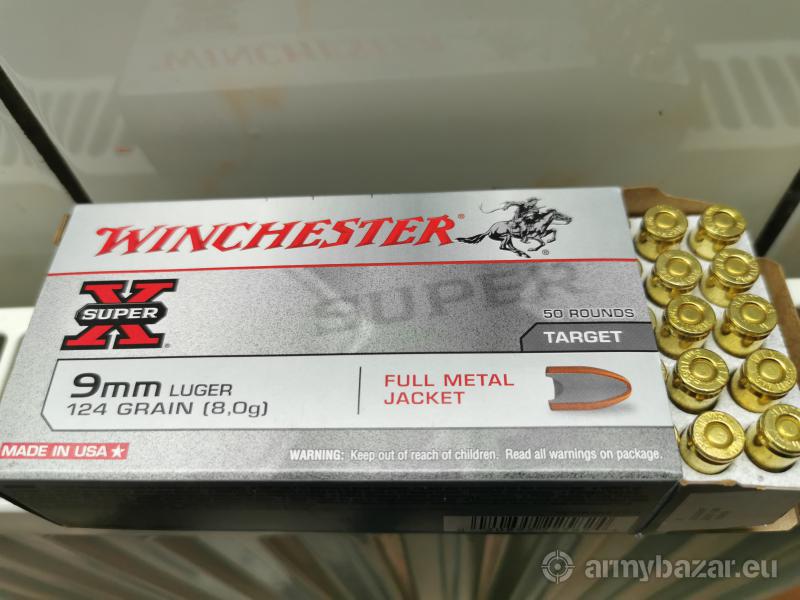 WINCHESTER®
X
SUPER
SUPER
50 ROUNDS
TARGET
9mm LUGER
124 GRAIN (8,0g)
FULL METAL
JACKET
MADE IN USA
WARNING: Keep out of reach of children. Read all warnings on package.
armybazar.eu